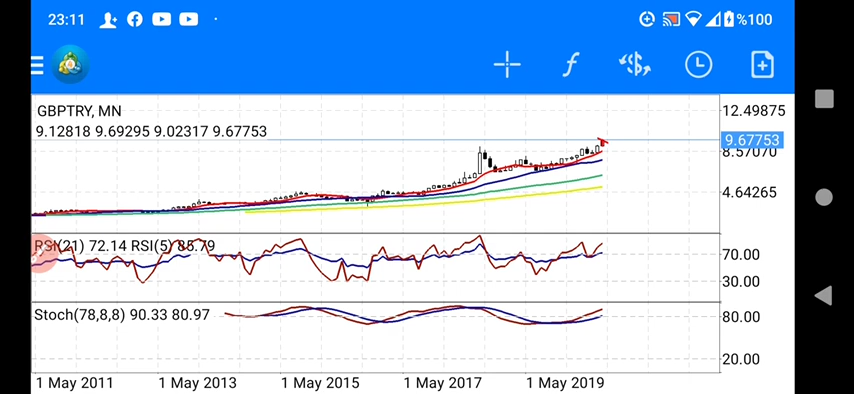 23:11
%100
GBPTRY, MN
9.12818 9.69295 9.02317 9.67753
12.49875
9.67753
8.57070
4.64265
RSI(21) 72.14 RSI(5) 85.79
70.00
30.00
Stoch(78,8,8) 90.33 80.97
80.00
20.00
1 May 2011 1 May 2013 1 May 2015 1 May 2017 1 May 2019